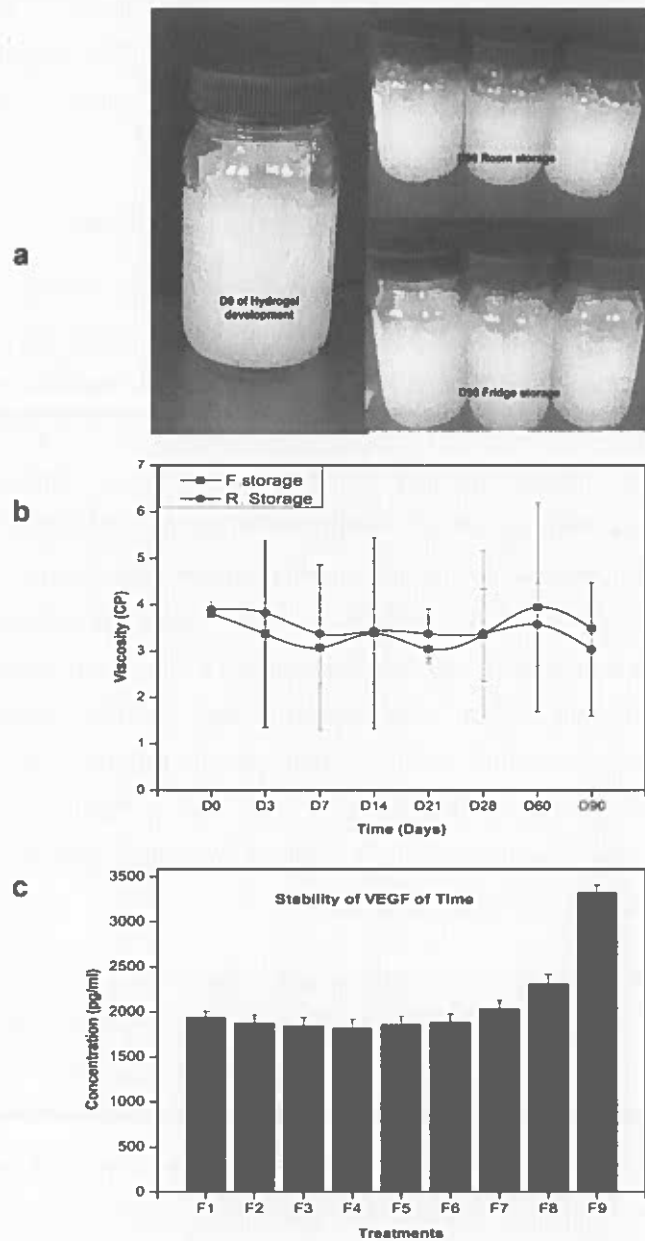 a
D0 of Hydrogel
development
Room storage
D90 Fridge storage
b
F storage
R. Storage
Viscosity (CP)
7
6
5
4
3
2
1
0
D0 D3 D7 D14 D21 D28 D60 D90
Time (Days)
c
Stability of VEGF of Time
Concentration (pg/ml)
3500
3000
2500
2000
1500
1000
500
0
F1 F2 F3 F4 F5 F6 F7 F8 F9
Treatments